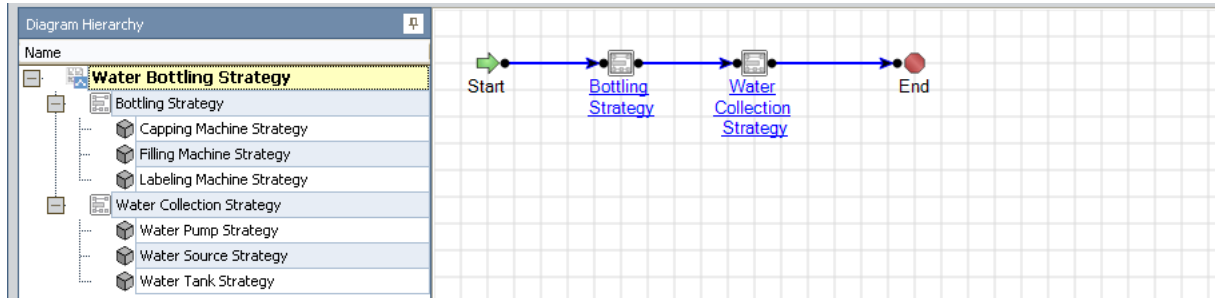 Diagram Hierarchy
Name
Water Bottling Strategy
Bottling Strategy
Capping Machine Strategy
Filling Machine Strategy
Labeling Machine Strategy
Water Collection Strategy
Water Pump Strategy
Water Source Strategy
Water Tank Strategy
Start
Bottling
Strategy
Water
Collection
Strategy
End